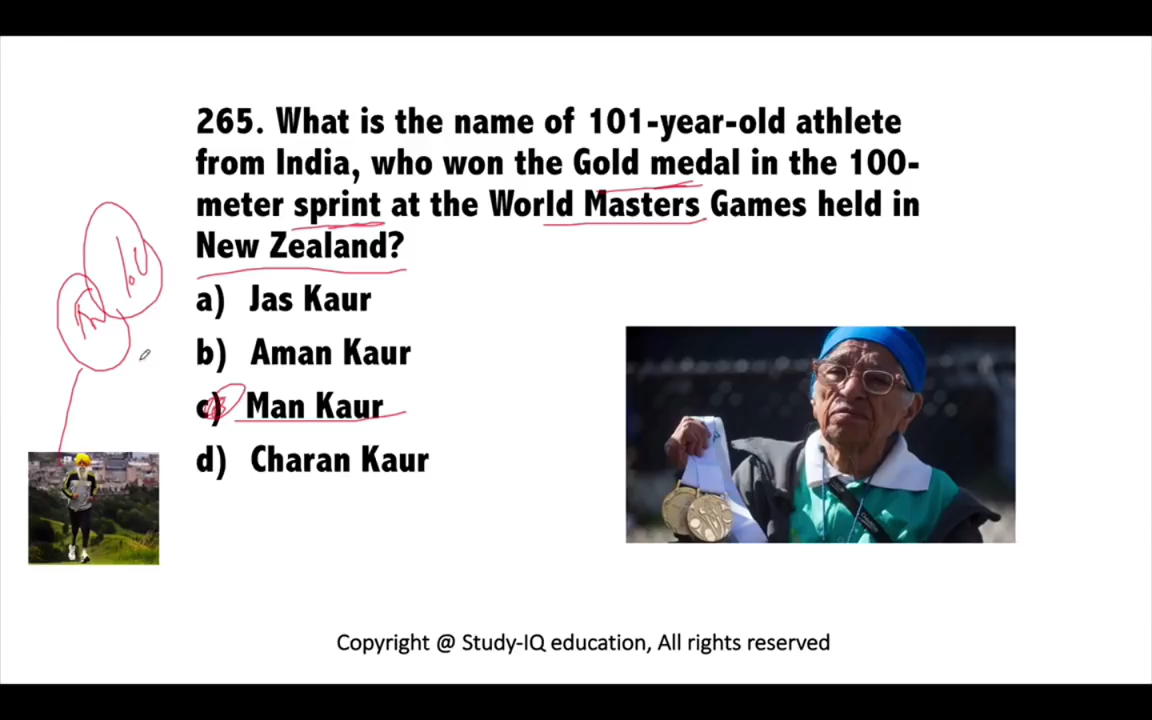 265. What is the name of 101-year-old athlete
from India, who won the Gold medal in the 100-
meter sprint at the World Masters Games held in
New Zealand?
a) Jas Kaur
b) Aman Kaur
c) Man Kaur
d) Charan Kaur
Copyright @ Study-IQ education, All rights reserved